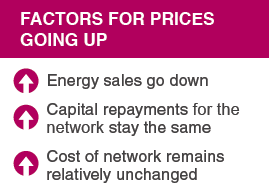 FACTORS FOR PRICES
GOING UP
Energy sales go down
Capital repayments for the
network stay the same
Cost of network remains
relatively unchanged